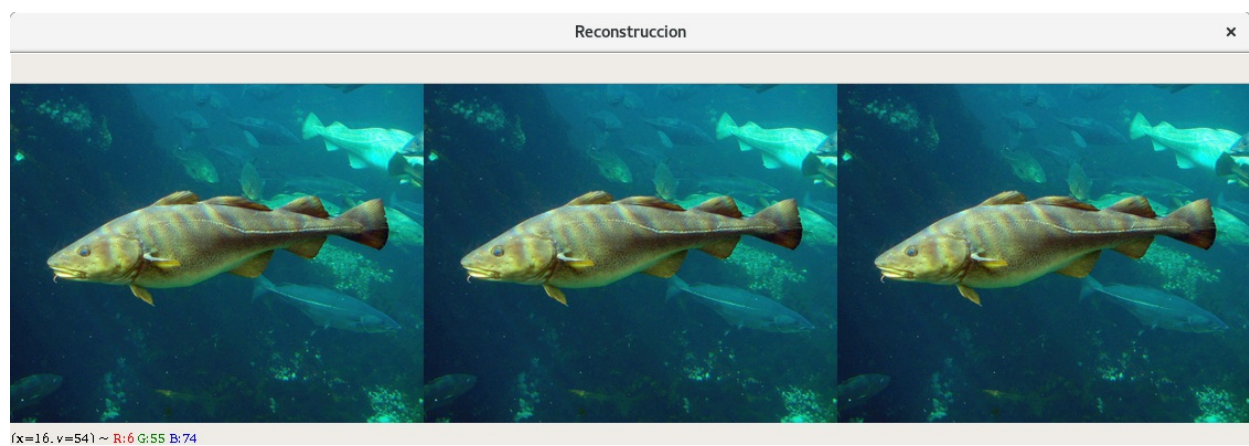 Reconstruccion
(x=16, y=54) ~ R:6 G:55 B:74